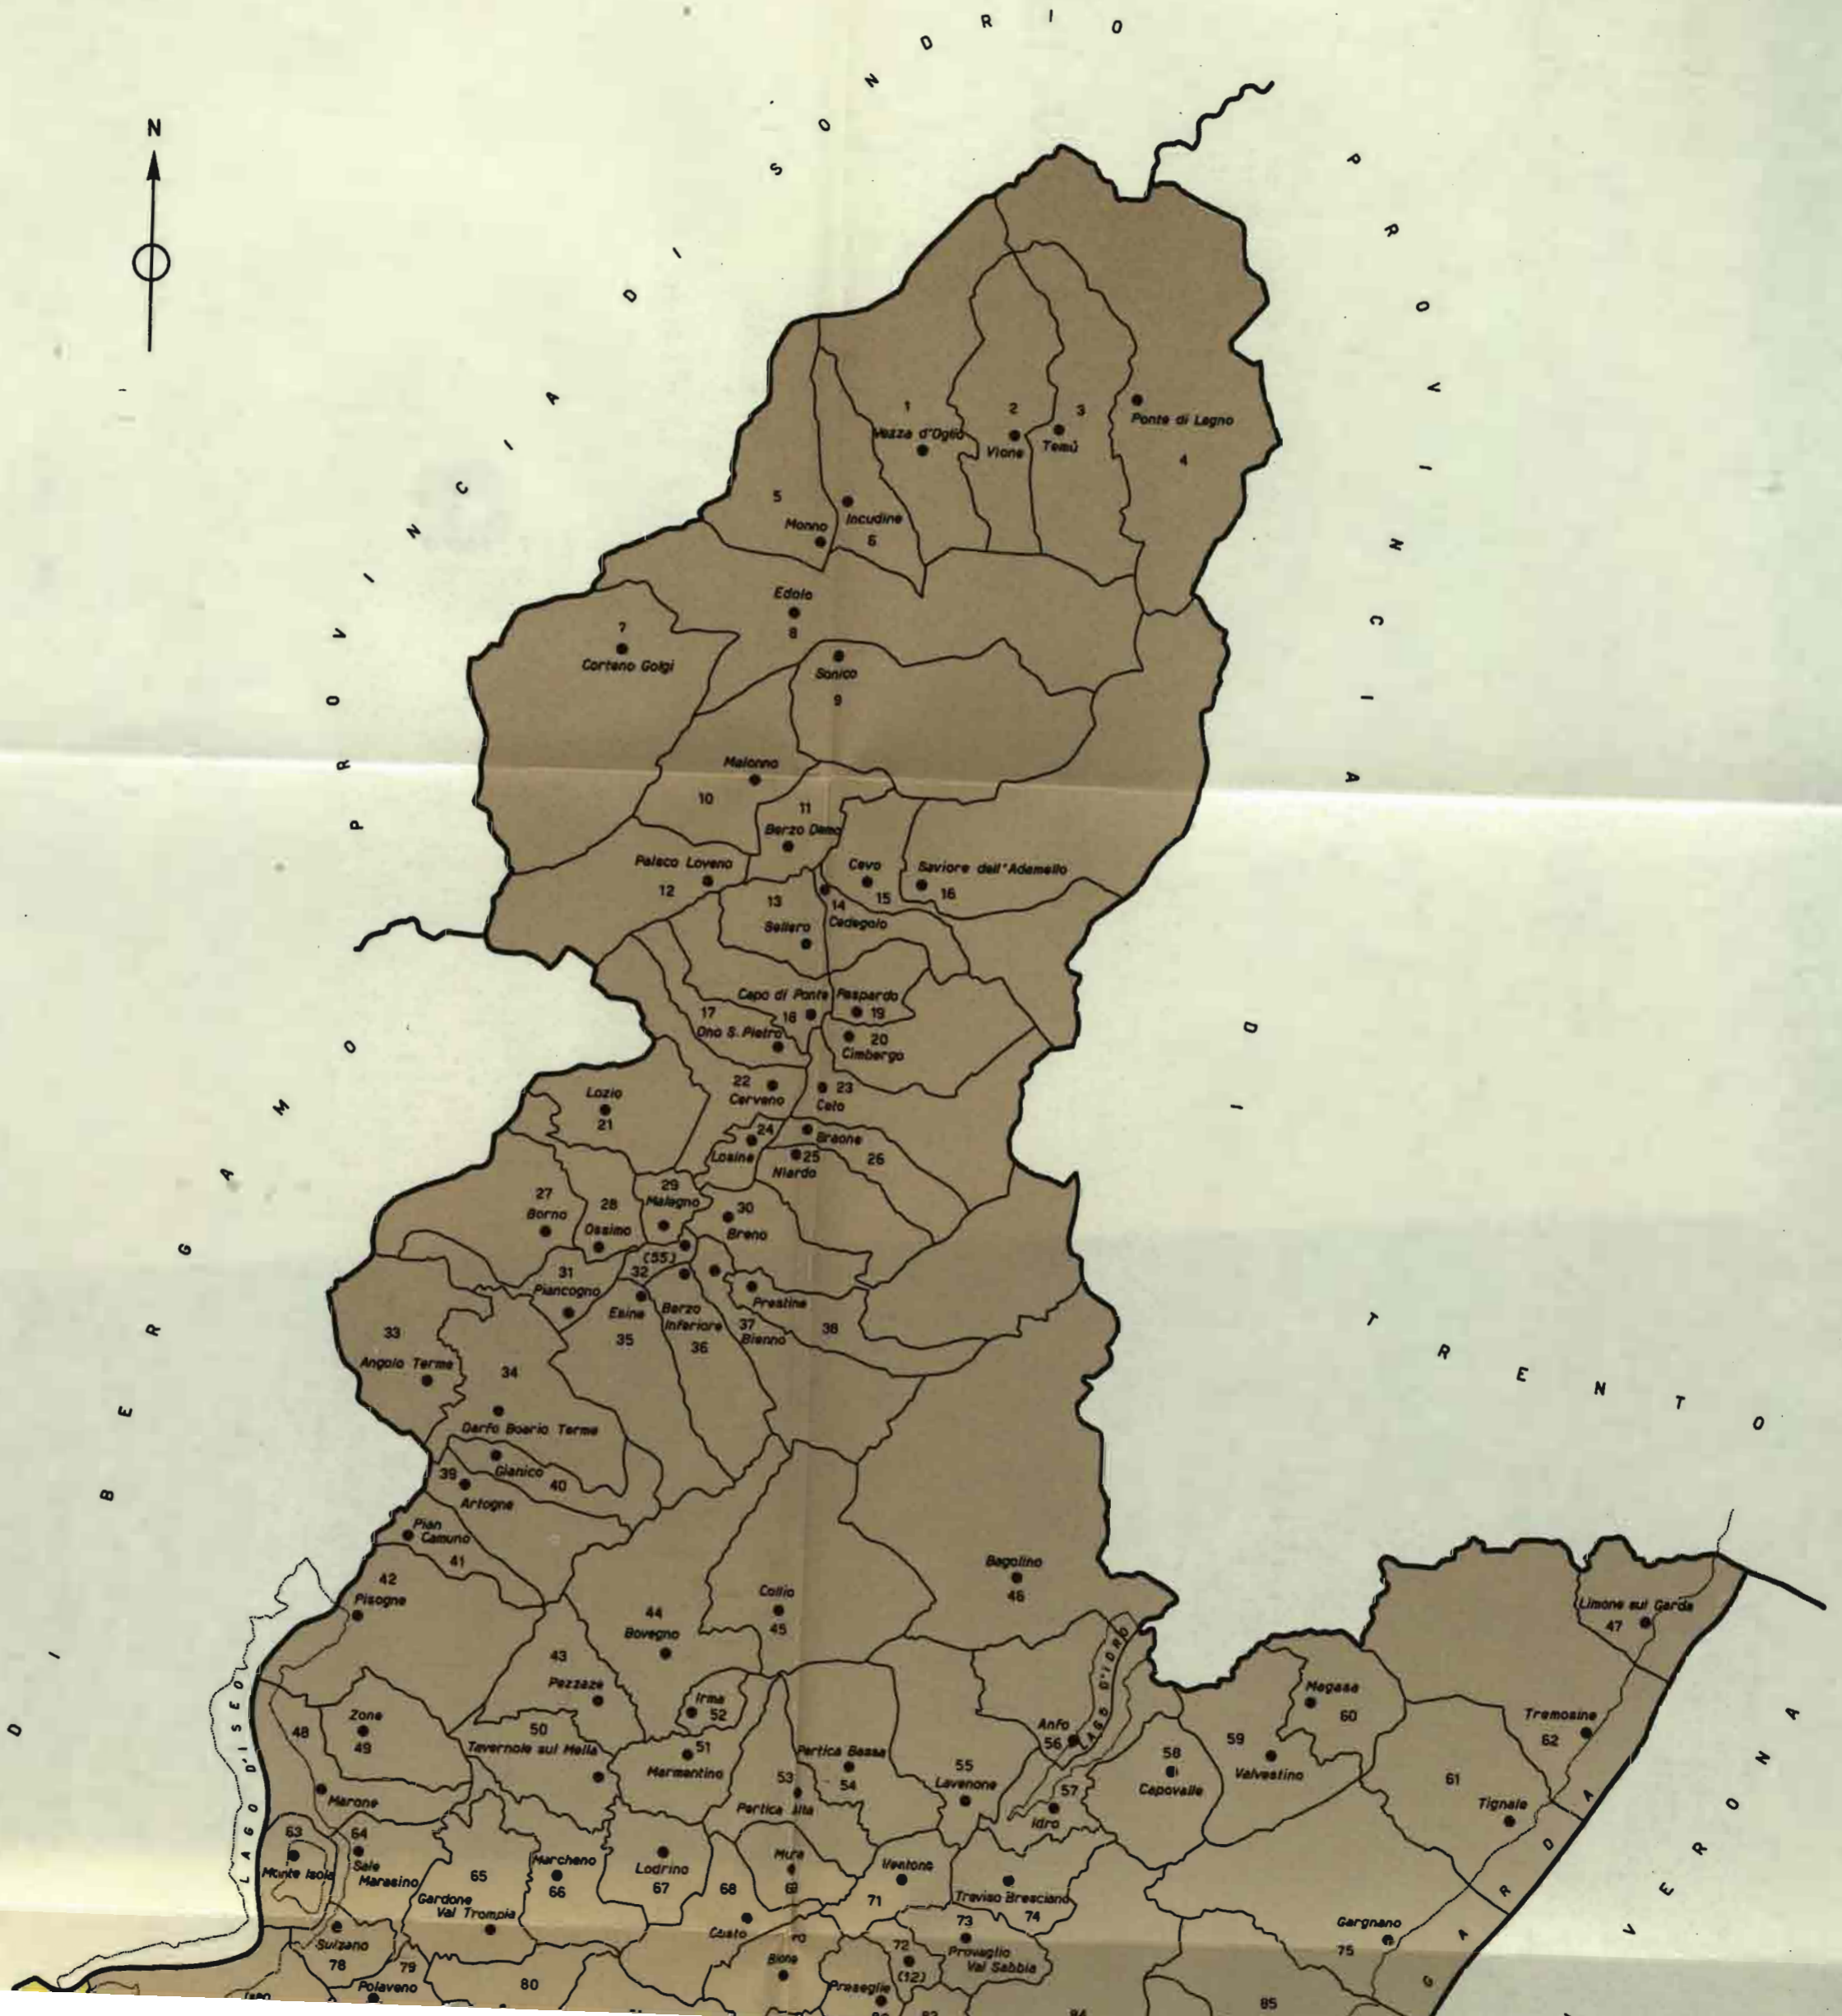 PROVINCIA DI SONDRIO
PROVINCIA
DI
TRENTO
VERONA
DI BERGAMO
N
1
Vezza d'Oglio
2
Vione
3
Temù
Ponte di Legno
4
5
Monno
Incudine
6
Edolo
8
7
Corteno Golgi
Sonico
9
Malonno
10
11
Berzo Demo
Paisco Loveno
12
Cevo
15
Saviore dell'Adamello
16
13
Sellero
14
Cedegolo
Capo di Ponte
18
Paspardo
19
17
Ono S. Pietro
20
Cimbergo
Lozio
21
22
Cerveno
23
Ceto
24
Losine
Braone
25
Niardo
26
27
Borno
28
Ossimo
29
Malegno
30
Breno
(55)
31
Piancogno
32
Esine
35
Berzo
Inferiore
36
37
Bienno
Prestine
38
33
Angolo Terme
34
Darfo Boario Terme
39
Gianico
40
Artogne
Pian
Camuno
41
42
Pisogne
44
Bovegno
Collio
45
Bagolino
46
Limone sul Garda
47
43
Pezzaze
Irma
52
48
Zone
49
50
Tavernole sul Mella
51
Marmentino
Pertica Bassa
54
53
Pertica Alta
55
Lavenone
Anfo
56
LAGO D'IDRO
57
Idro
58
Capovalle
59
Valvestino
Magasa
60
61
Tignale
Tremosine
62
LAGO D'ISEO
Marone
63
Monte Isola
64
Sale
Marasino
65
Gardone
Val Trompia
Marcheno
66
Lodrino
67
68
Casto
Mura
69
70
Bione
Vestone
71
Treviso Bresciano
74
73
Provaglio
Val Sabbia
72
(12)
Gargnano
75
GARDA
Sulzano
78
79
Polaveno
80
Preseglie
Iseo
84
85